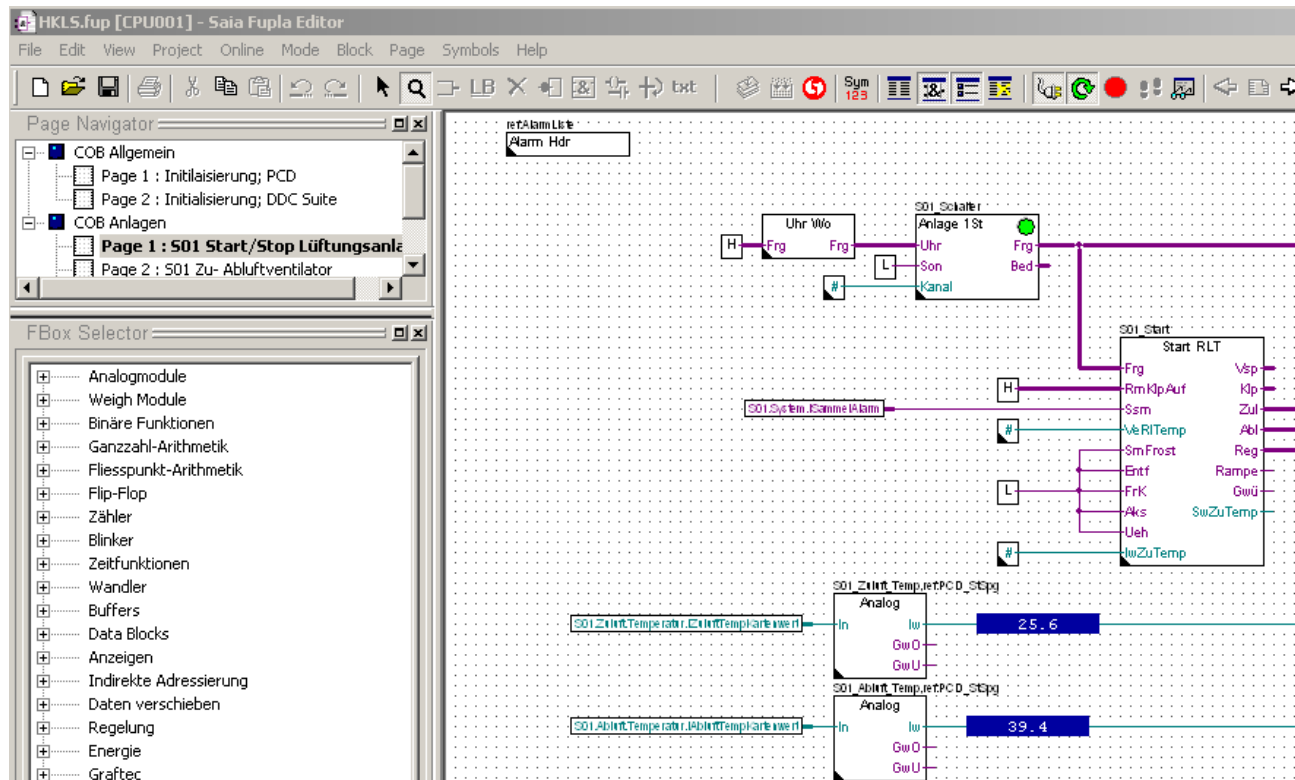 HKLS.fup [CPU001] - Saia Fupla Editor
File Edit View Project Online Mode Block Page Symbols Help
LB txt Sym 123
Page Navigator
COB Allgemein
Page 1 : Initilaisierung; PCD
Page 2 : Initialisierung; DDC Suite
COB Anlagen
Page 1 : S01 Start/Stop Lüftungsanla
Page 2 : S01 Zu- Abluftventilator
FBox Selector
Analogmodule
Weigh Module
Binäre Funktionen
Ganzzahl-Arithmetik
Fliesspunkt-Arithmetik
Flip-Flop
Zähler
Blinker
Zeitfunktionen
Wandler
Buffers
Data Blocks
Anzeigen
Indirekte Adressierung
Daten verschieben
Regelung
Energie
Graftec
ref:AlarmListe
Alarm Hdr
Uhr Wo
H Frg Frg
S01_Schalter
Anlage 1St
Uhr Frg
L Son Bed
# Kanal
S01_Start
Start RLT
Frg Vsp
H RmKlpAuf Klp
S01.System.ISammelAlarm Ssm Zul
# VeRlTemp Abl
SmFrost Reg
Entf Rampe
L FrK Gwü
Aks SwZuTemp
Ueh
# IwZuTemp
S01_Zuluft_Temp,ref:PCD_StSpg
Analog
S01.Zuluft.Temperatur.IZuluftTempKartenwert In Iw 25.6
GwO
GwU
S01_Abluft_Temp,ref:PCD_StSpg
Analog
S01.Abluft.Temperatur.IAbluftTempKartenwert In Iw 39.4
GwO
GwU